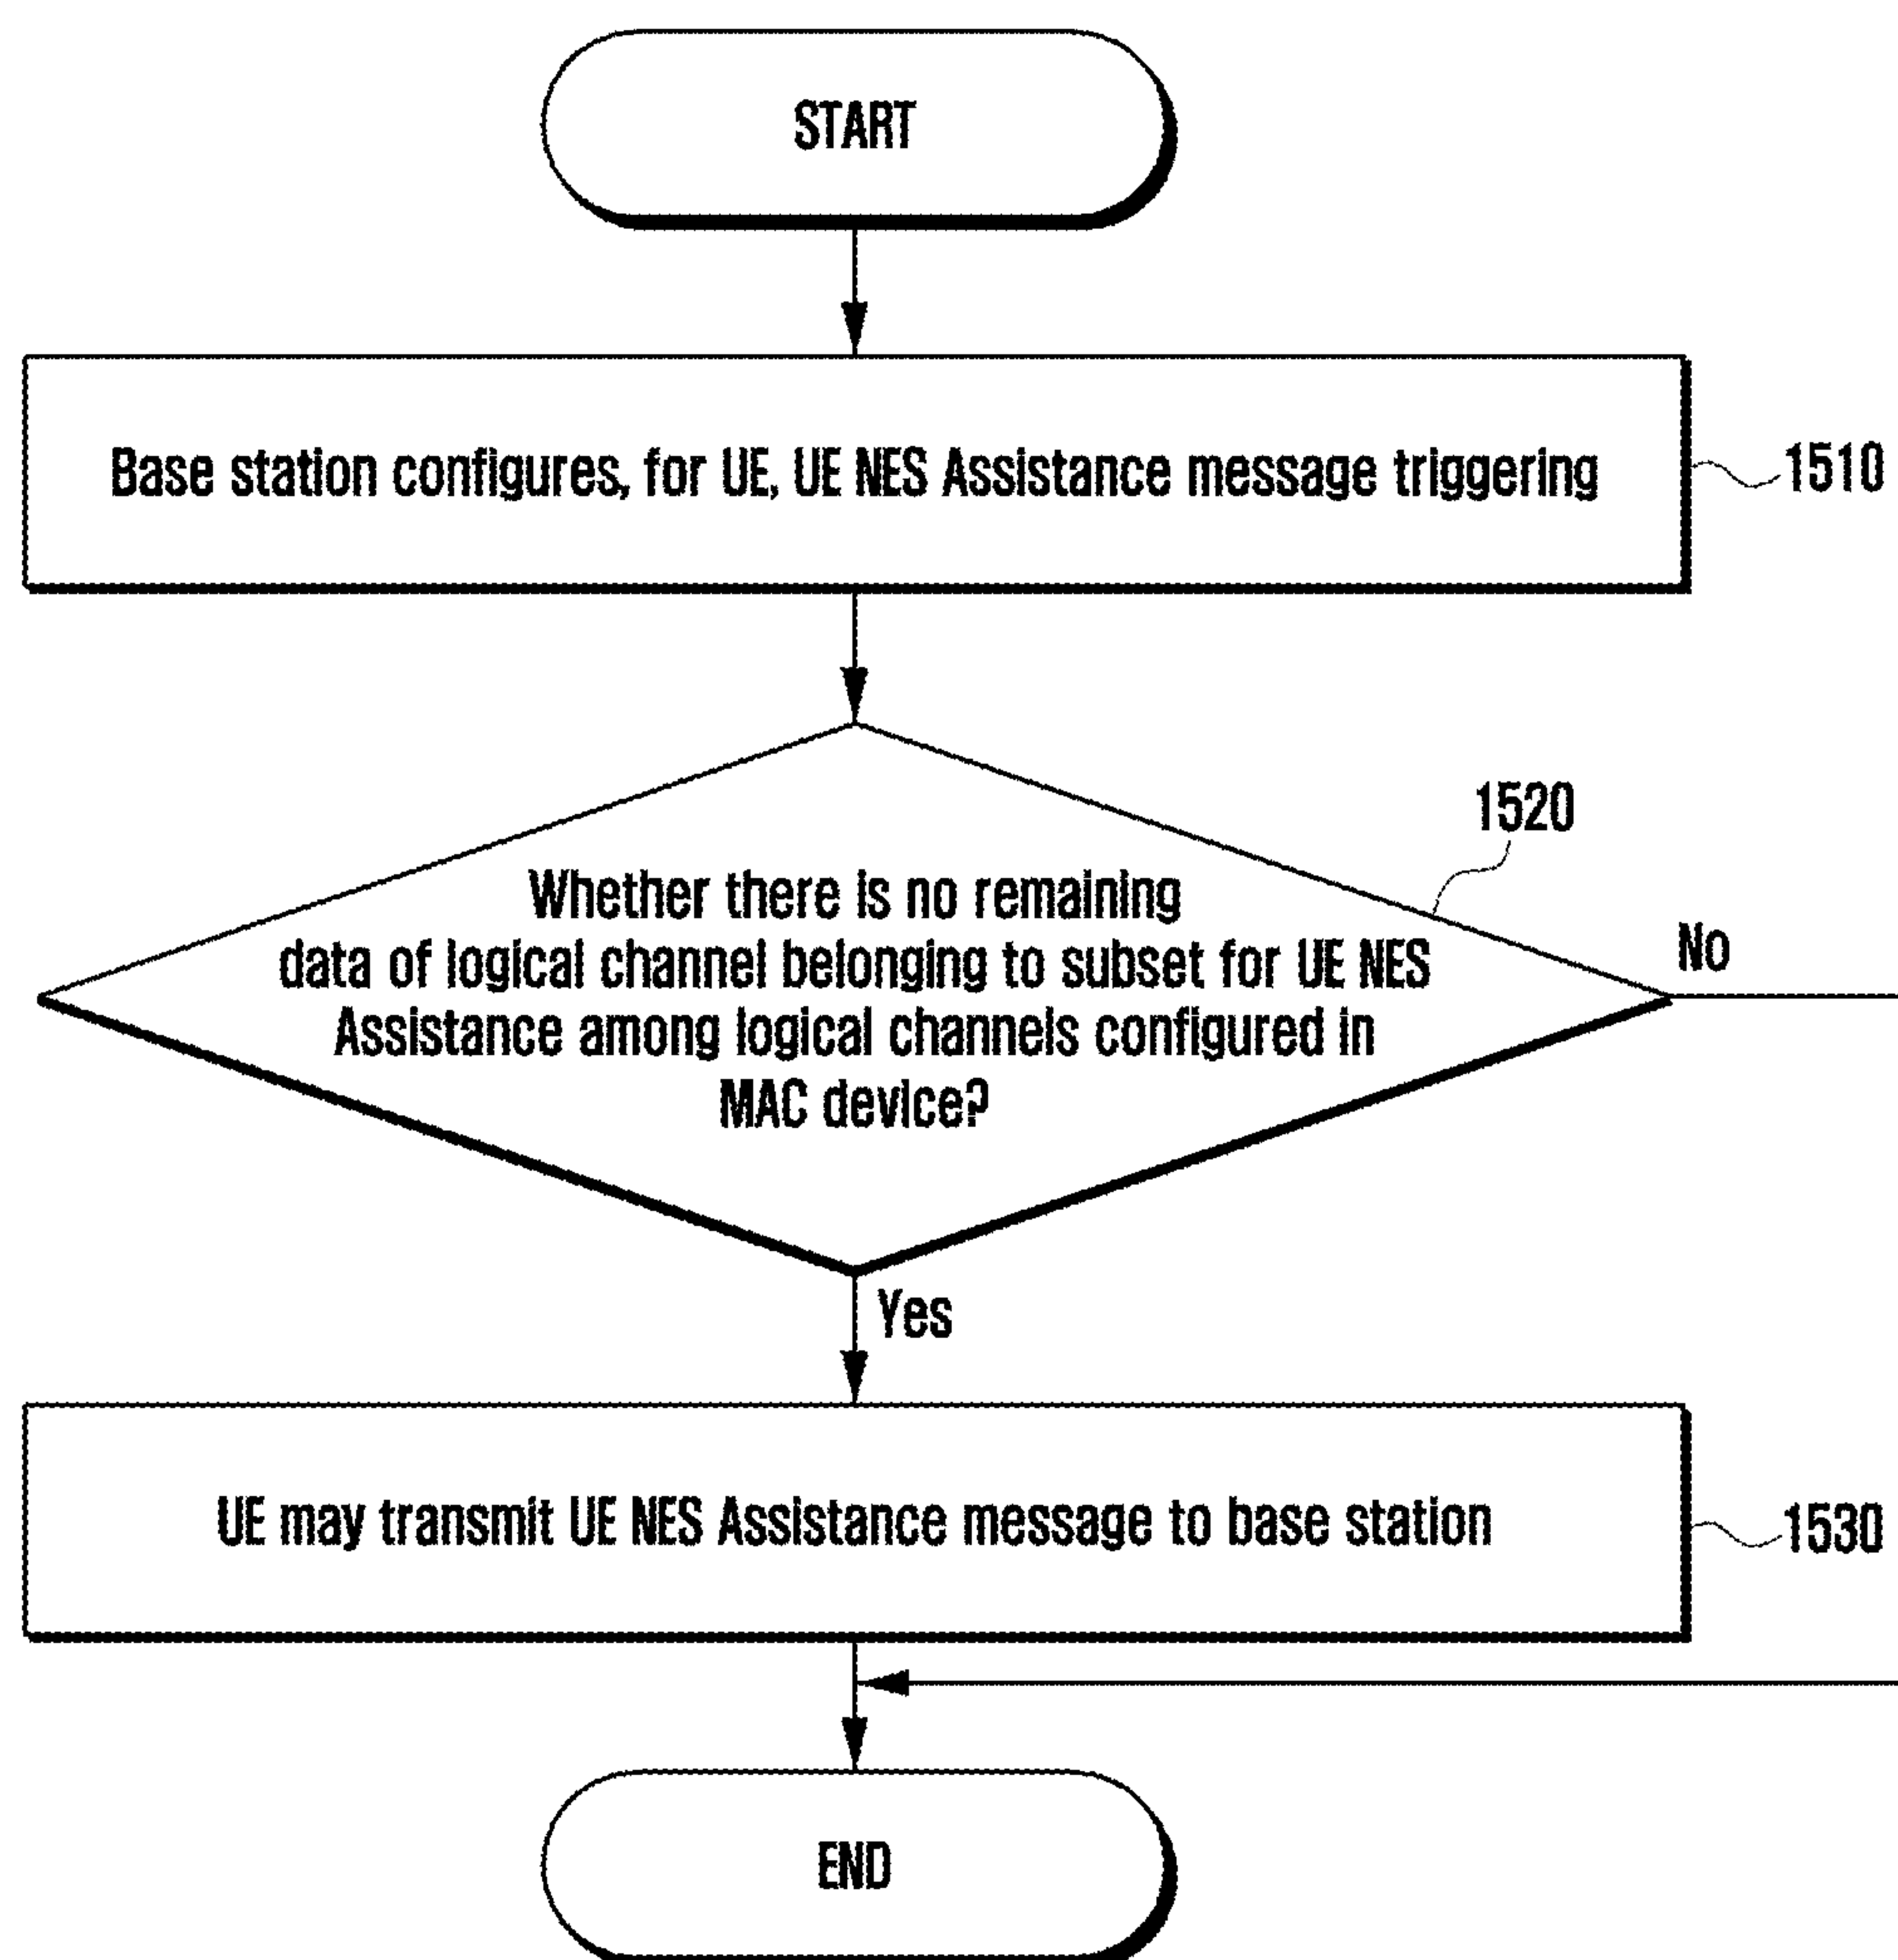 START
Base station configures, for UE, UE NES Assistance message triggering
1510
1520
Whether there is no remaining
data of logical channel belonging to subset for UE NES
Assistance among logical channels configured in
MAC device?
No
Yes
UE may transmit UE NES Assistance message to base station
1530
END